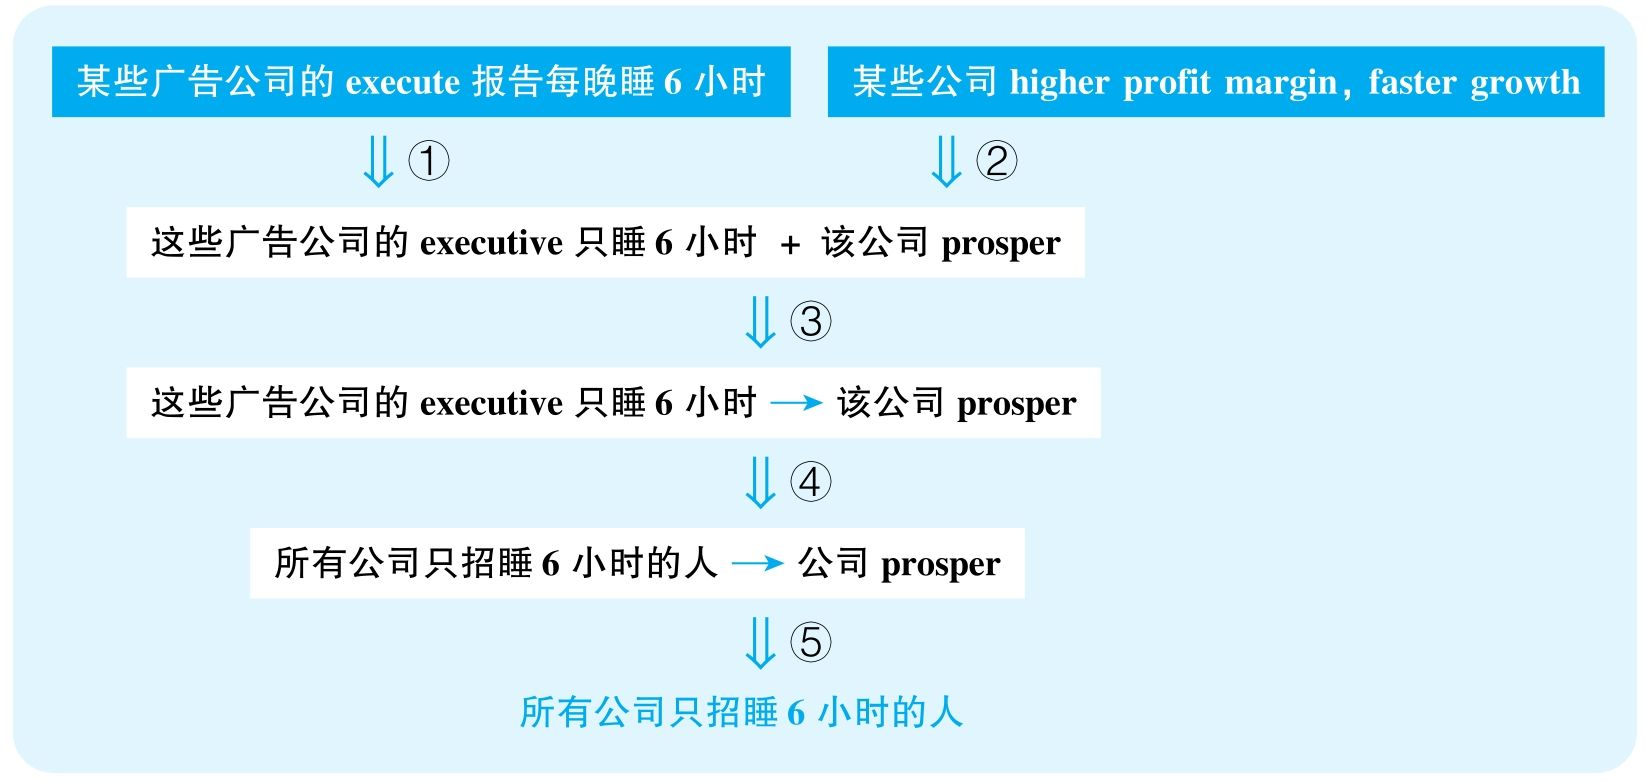 某些广告公司的 execute 报告每晚睡 6 小时
某些公司 higher profit margin, faster growth
① ②
这些广告公司的 executive 只睡 6 小时 + 该公司 prosper
③
这些广告公司的 executive 只睡 6 小时 → 该公司 prosper
④
所有公司只招睡 6 小时的人 → 公司 prosper
⑤
所有公司只招睡 6 小时的人